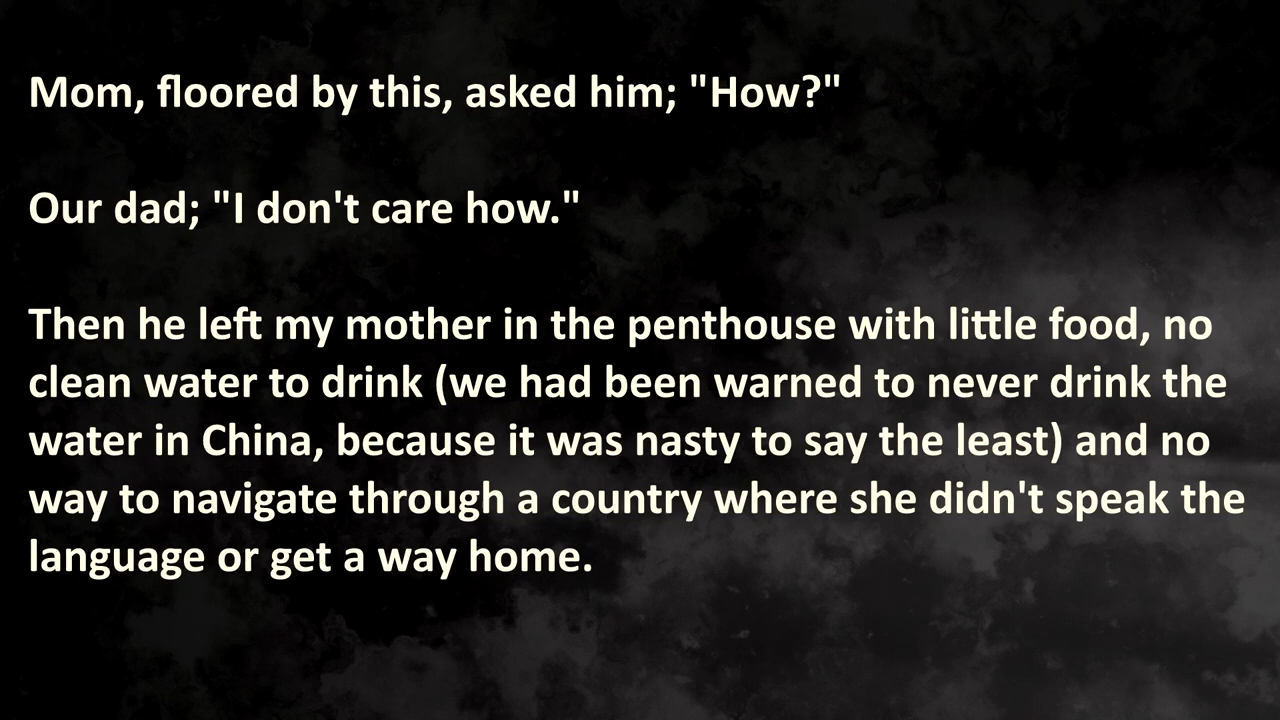 Mom, floored by this, asked him; "How?"
Our dad; "I don't care how."
Then he left my mother in the penthouse with little food, no
clean water to drink (we had been warned to never drink the
water in China, because it was nasty to say the least) and no
way to navigate through a country where she didn't speak the
language or get a way home.